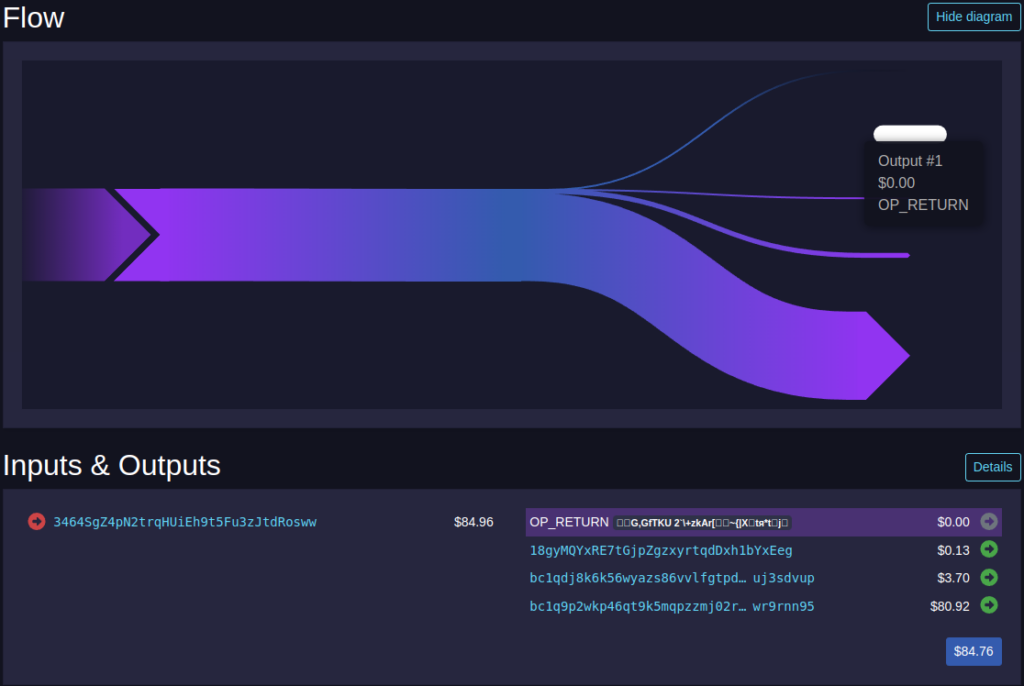 Flow
Hide diagram
Output #1
$0.00
OP_RETURN
Inputs & Outputs
Details
3464SgZ4pN2trqHUiEh9t5Fu3zJtdRosww $84.96
OP_RETURN $0.00
18gyMQYxRE7tGjpZgzxyrtqdDxh1bYxEeg $0.13
bc1qdj8k6k56wyazs86vvlfgtpd… uj3sdvup $3.70
bc1q9p2wkp46qt9k5mqpzzmj02r… wr9rnn95 $80.92
$84.76